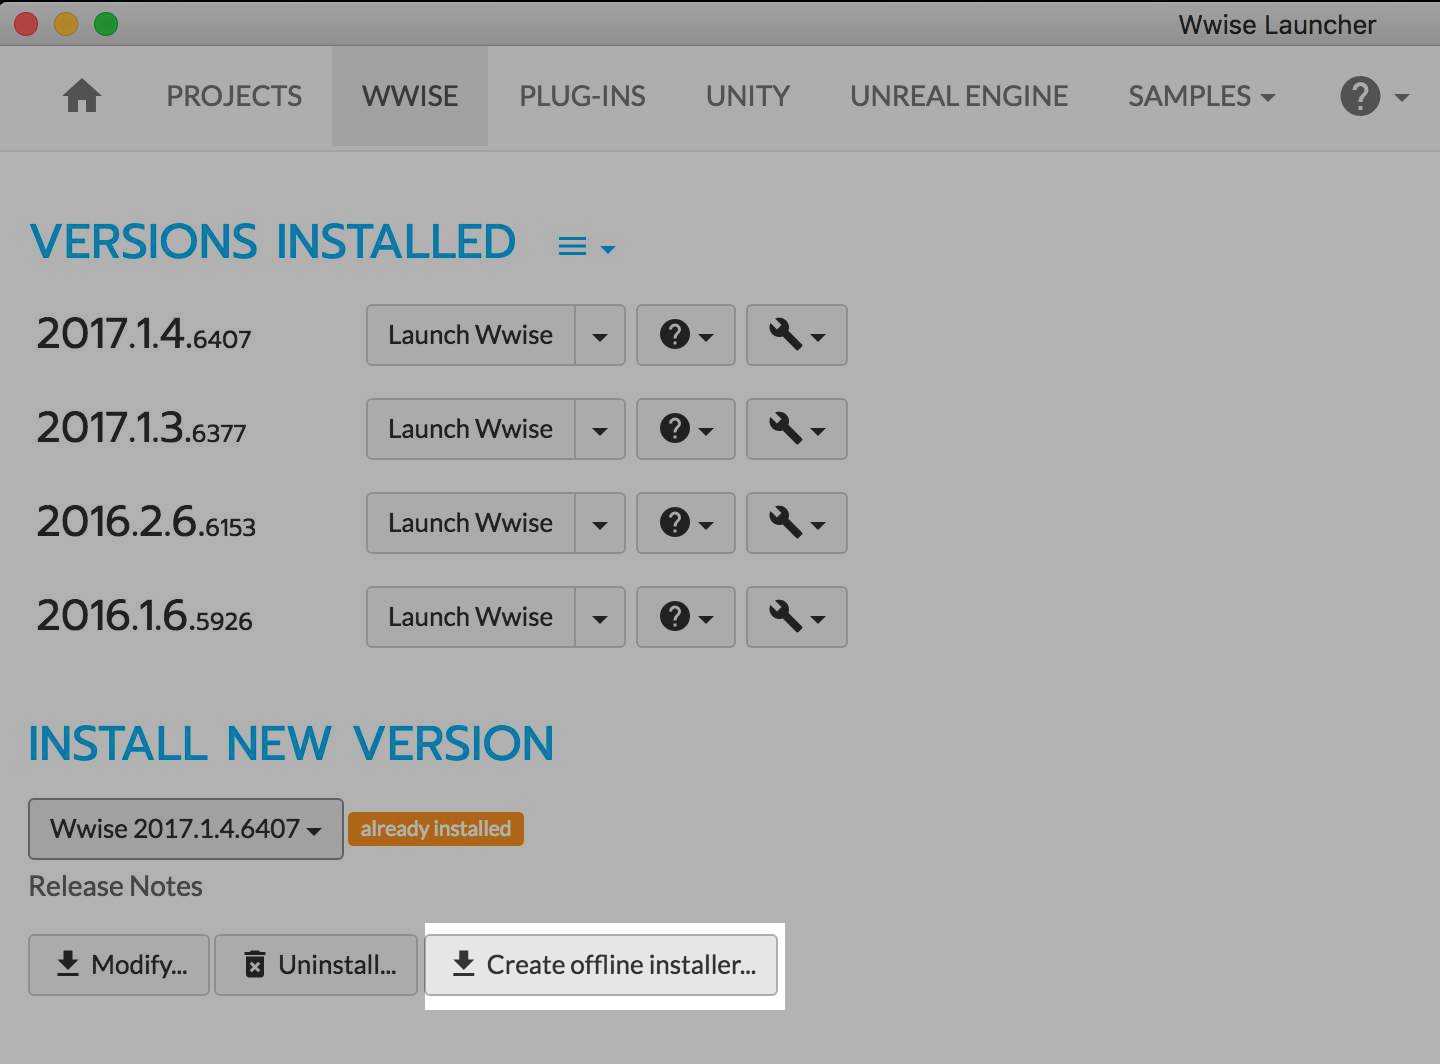 Wwise Launcher
PROJECTS WWISE PLUG-INS UNITY UNREAL ENGINE SAMPLES ?
VERSIONS INSTALLED
2017.1.4.6407 Launch Wwise ?
2017.1.3.6377 Launch Wwise ?
2016.2.6.6153 Launch Wwise ?
2016.1.6.5926 Launch Wwise ?
INSTALL NEW VERSION
Wwise 2017.1.4.6407 already installed
Release Notes
Modify... Uninstall... Create offline installer...